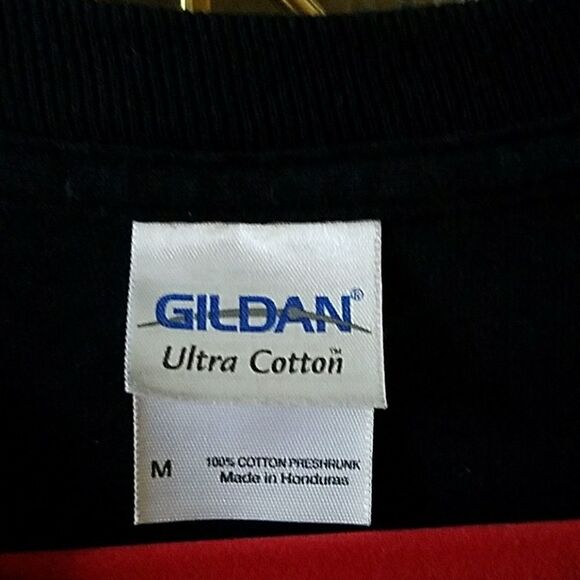 GILDAN®
Ultra Cotton™
M
100% COTTON PRESHRUNK
Made in Honduras